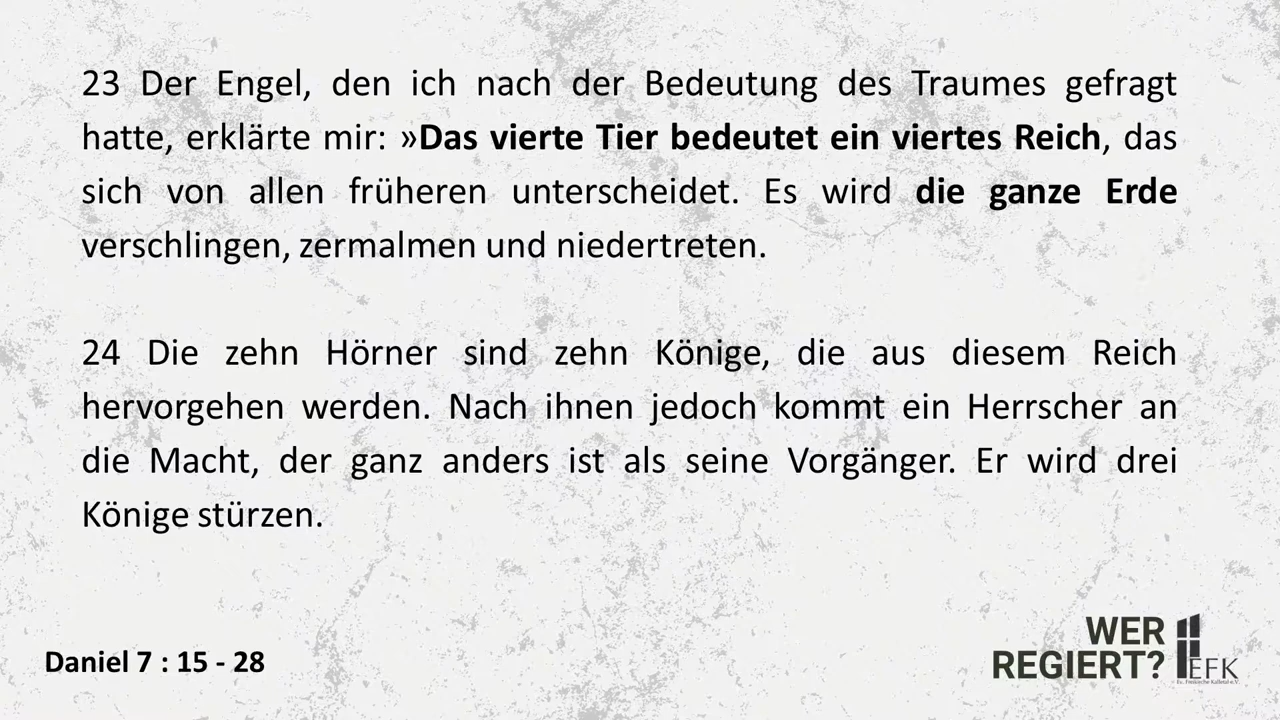 23 Der Engel, den ich nach der Bedeutung des Traumes gefragt
hatte, erklärte mir: »Das vierte Tier bedeutet ein viertes Reich, das
sich von allen früheren unterscheidet. Es wird die ganze Erde
verschlingen, zermalmen und niedertreten.
24 Die zehn Hörner sind zehn Könige, die aus diesem Reich
hervorgehen werden. Nach ihnen jedoch kommt ein Herrscher an
die Macht, der ganz anders ist als seine Vorgänger. Er wird drei
Könige stürzen.
Daniel 7 : 15 - 28
WER
REGIERT?
EFK
Ev. Freikirche Kalletal e.V.